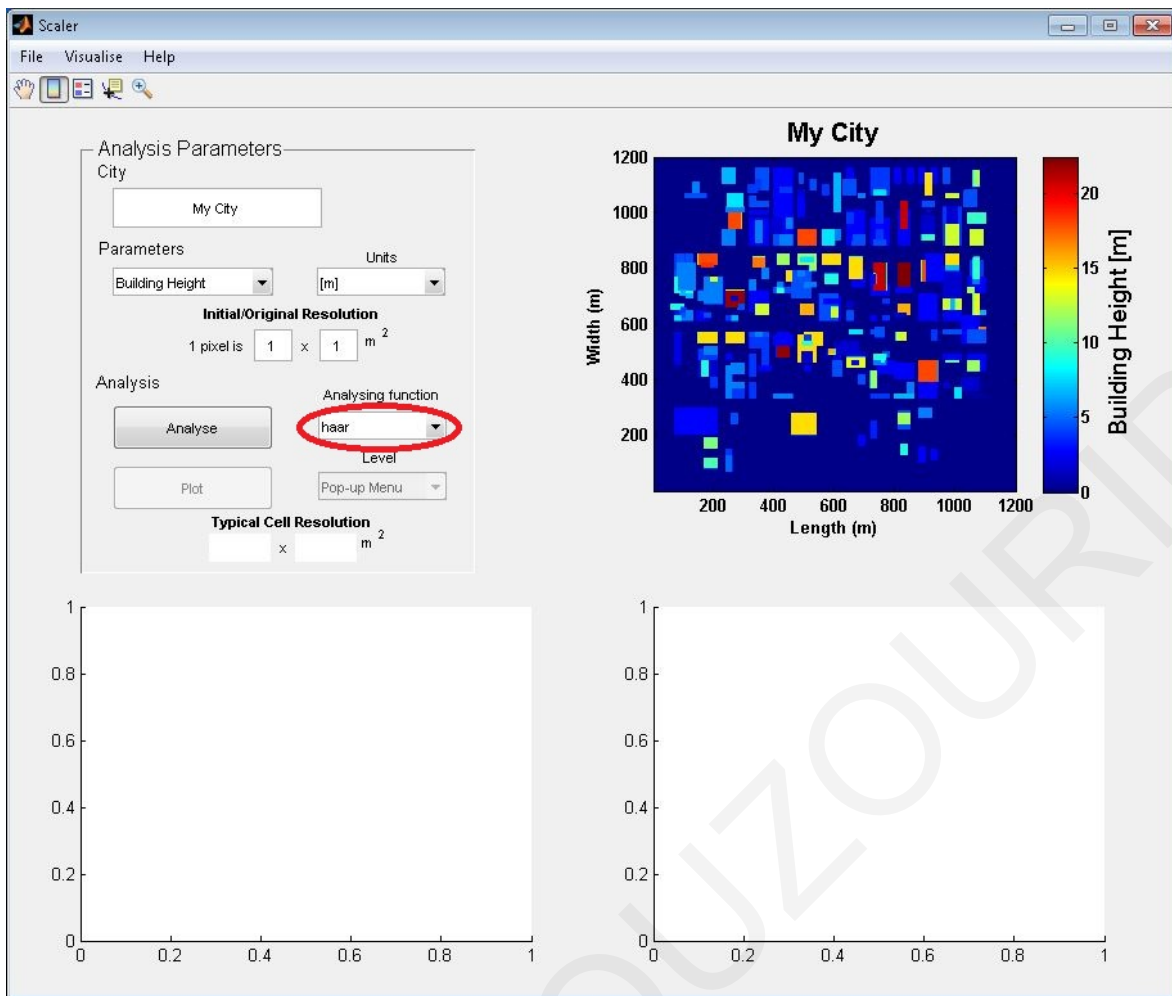 Scaler
File Visualise Help
Analysis Parameters
City
My City
Parameters
Units
Building Height
[m]
Initial/Original Resolution
1 pixel is 1 x 1 m 2
Analysis
Analysing function
Analyse
haar
Level
Plot
Pop-up Menu
Typical Cell Resolution
x m 2
My City
1200
1000
800
600
400
200
Width (m)
200 400 600 800 1000 1200
Length (m)
20
15
10
5
0
Building Height [m]
1
0.8
0.6
0.4
0.2
0
0 0.2 0.4 0.6 0.8 1
1
0.8
0.6
0.4
0.2
0
0 0.2 0.4 0.6 0.8 1